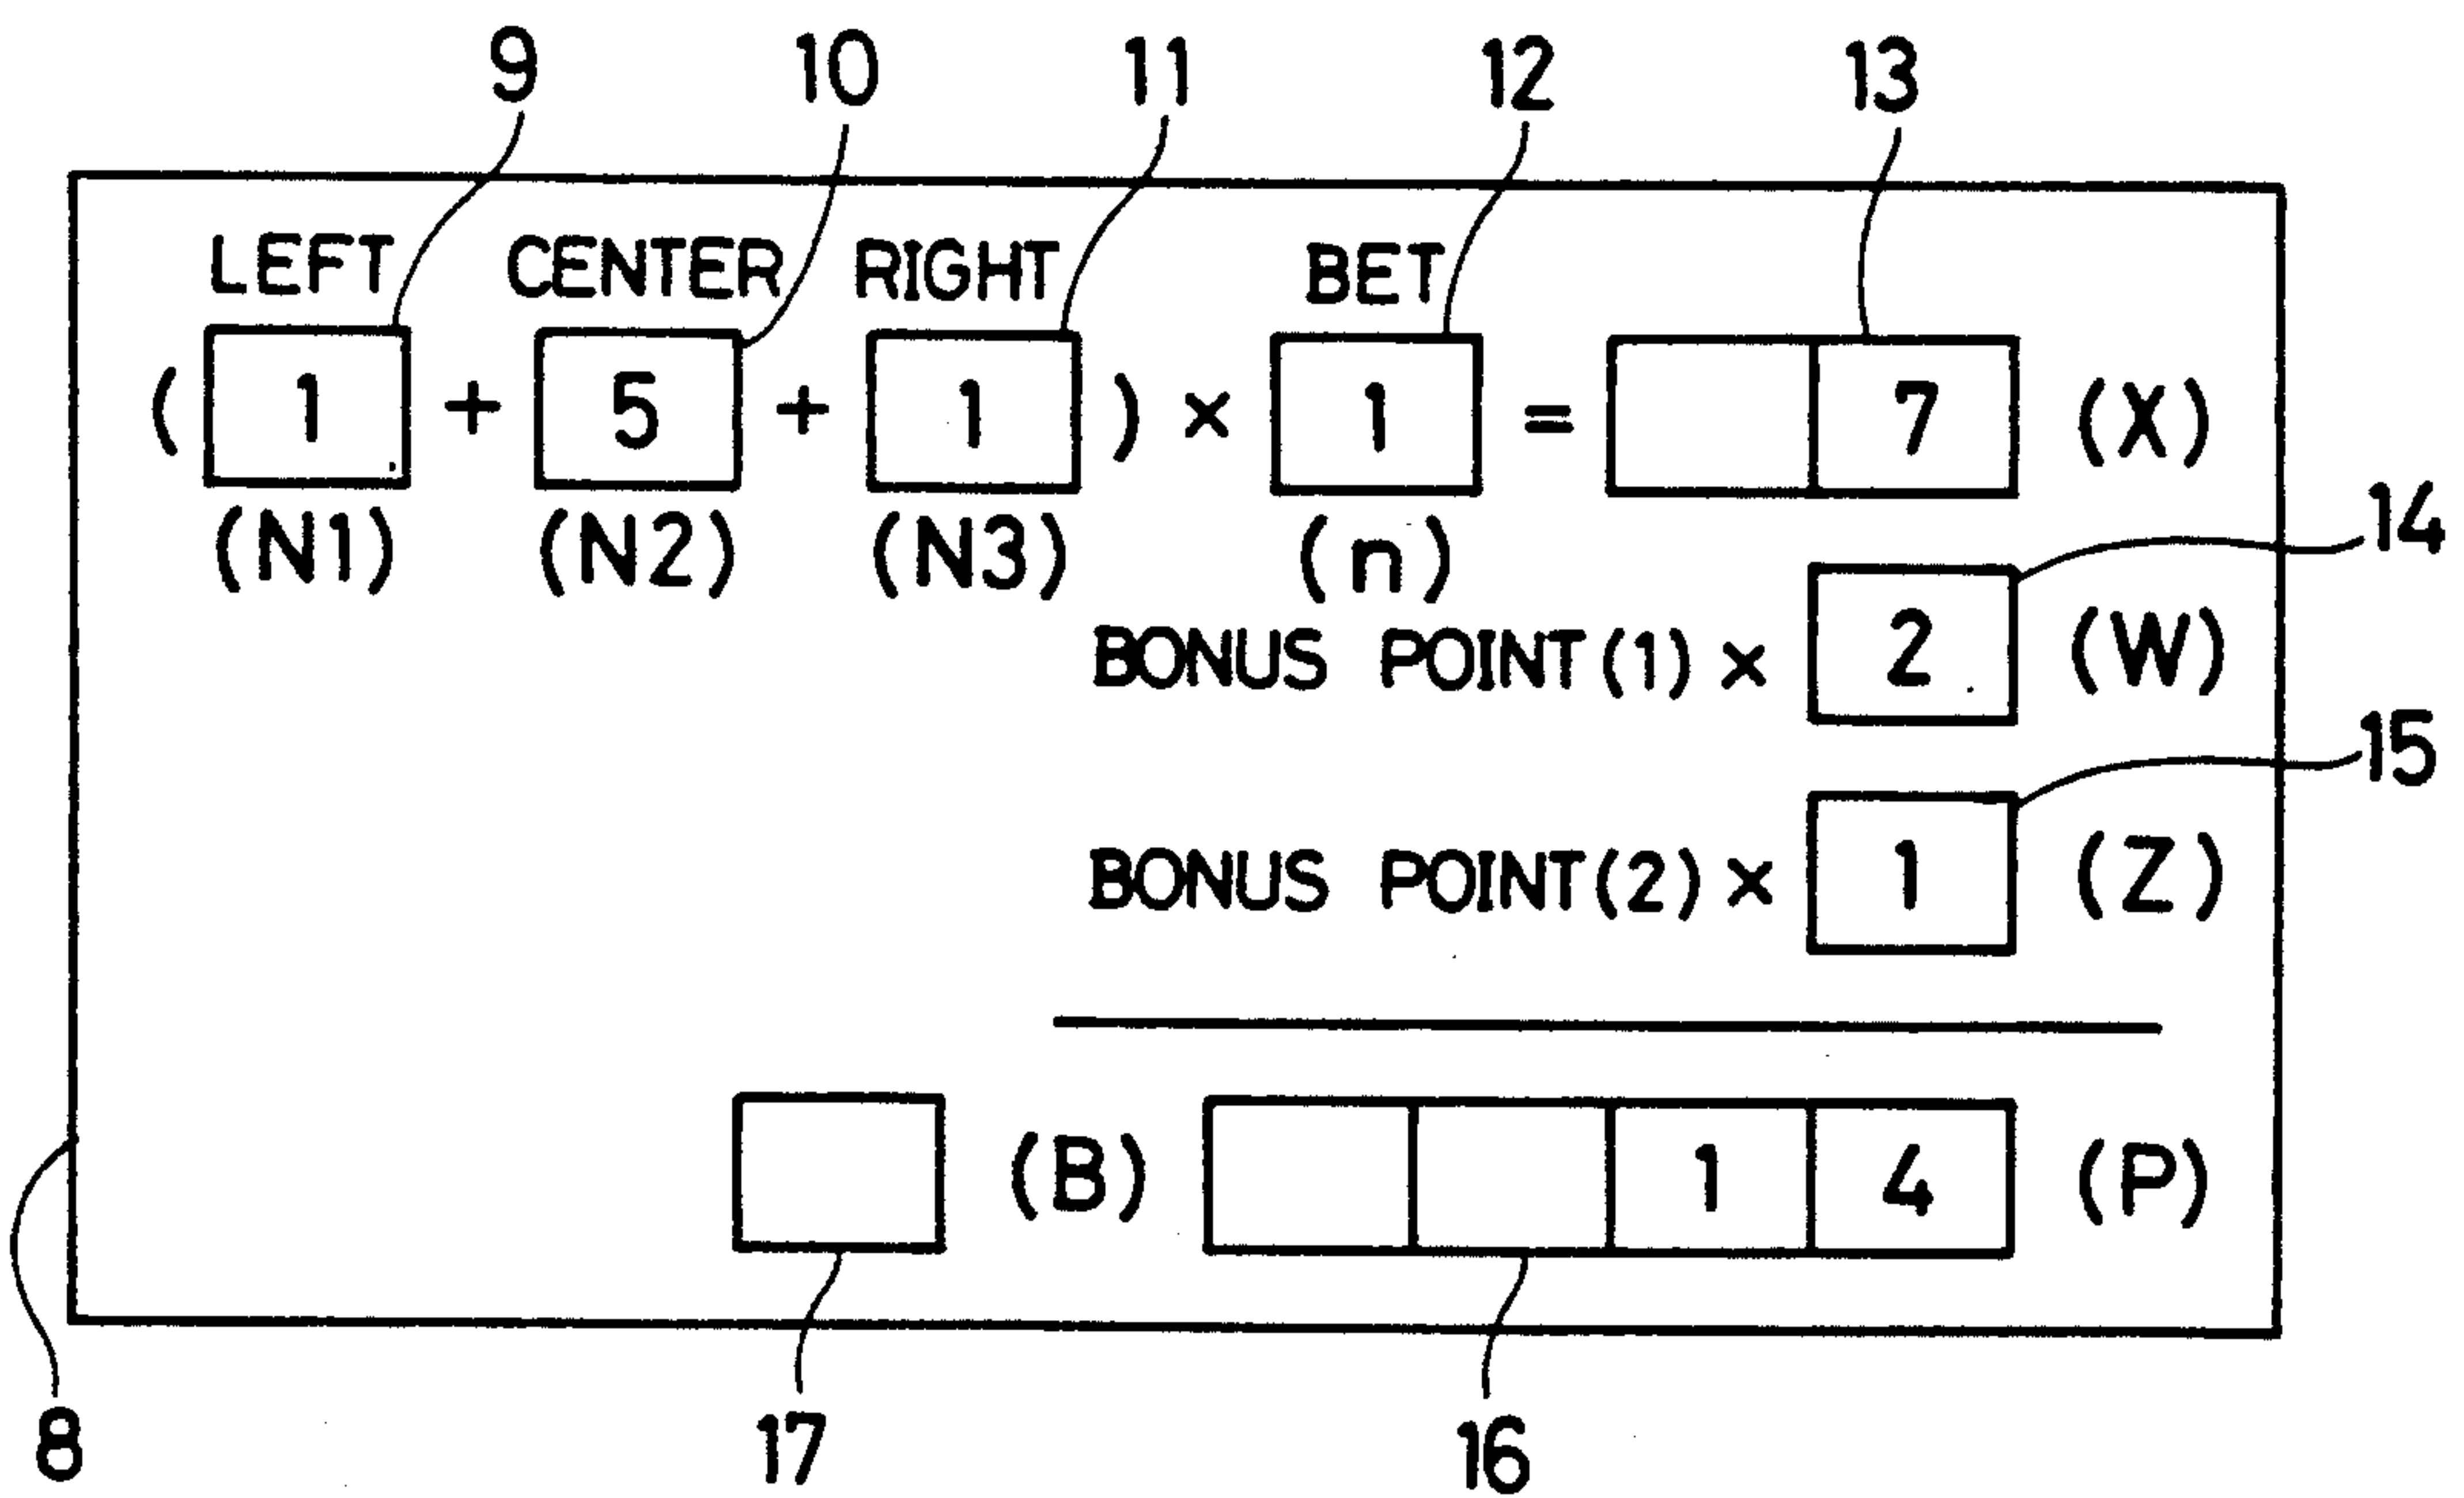 9 10 11 12 13
LEFT CENTER RIGHT BET
( 1 + 5 + 1 ) × 1 = 7 (X)
(N1) (N2) (N3) (n)
14
BONUS POINT(1) × 2 (W)
15
BONUS POINT(2) × 1 (Z)
(B) 1 4 (P)
8 17 16